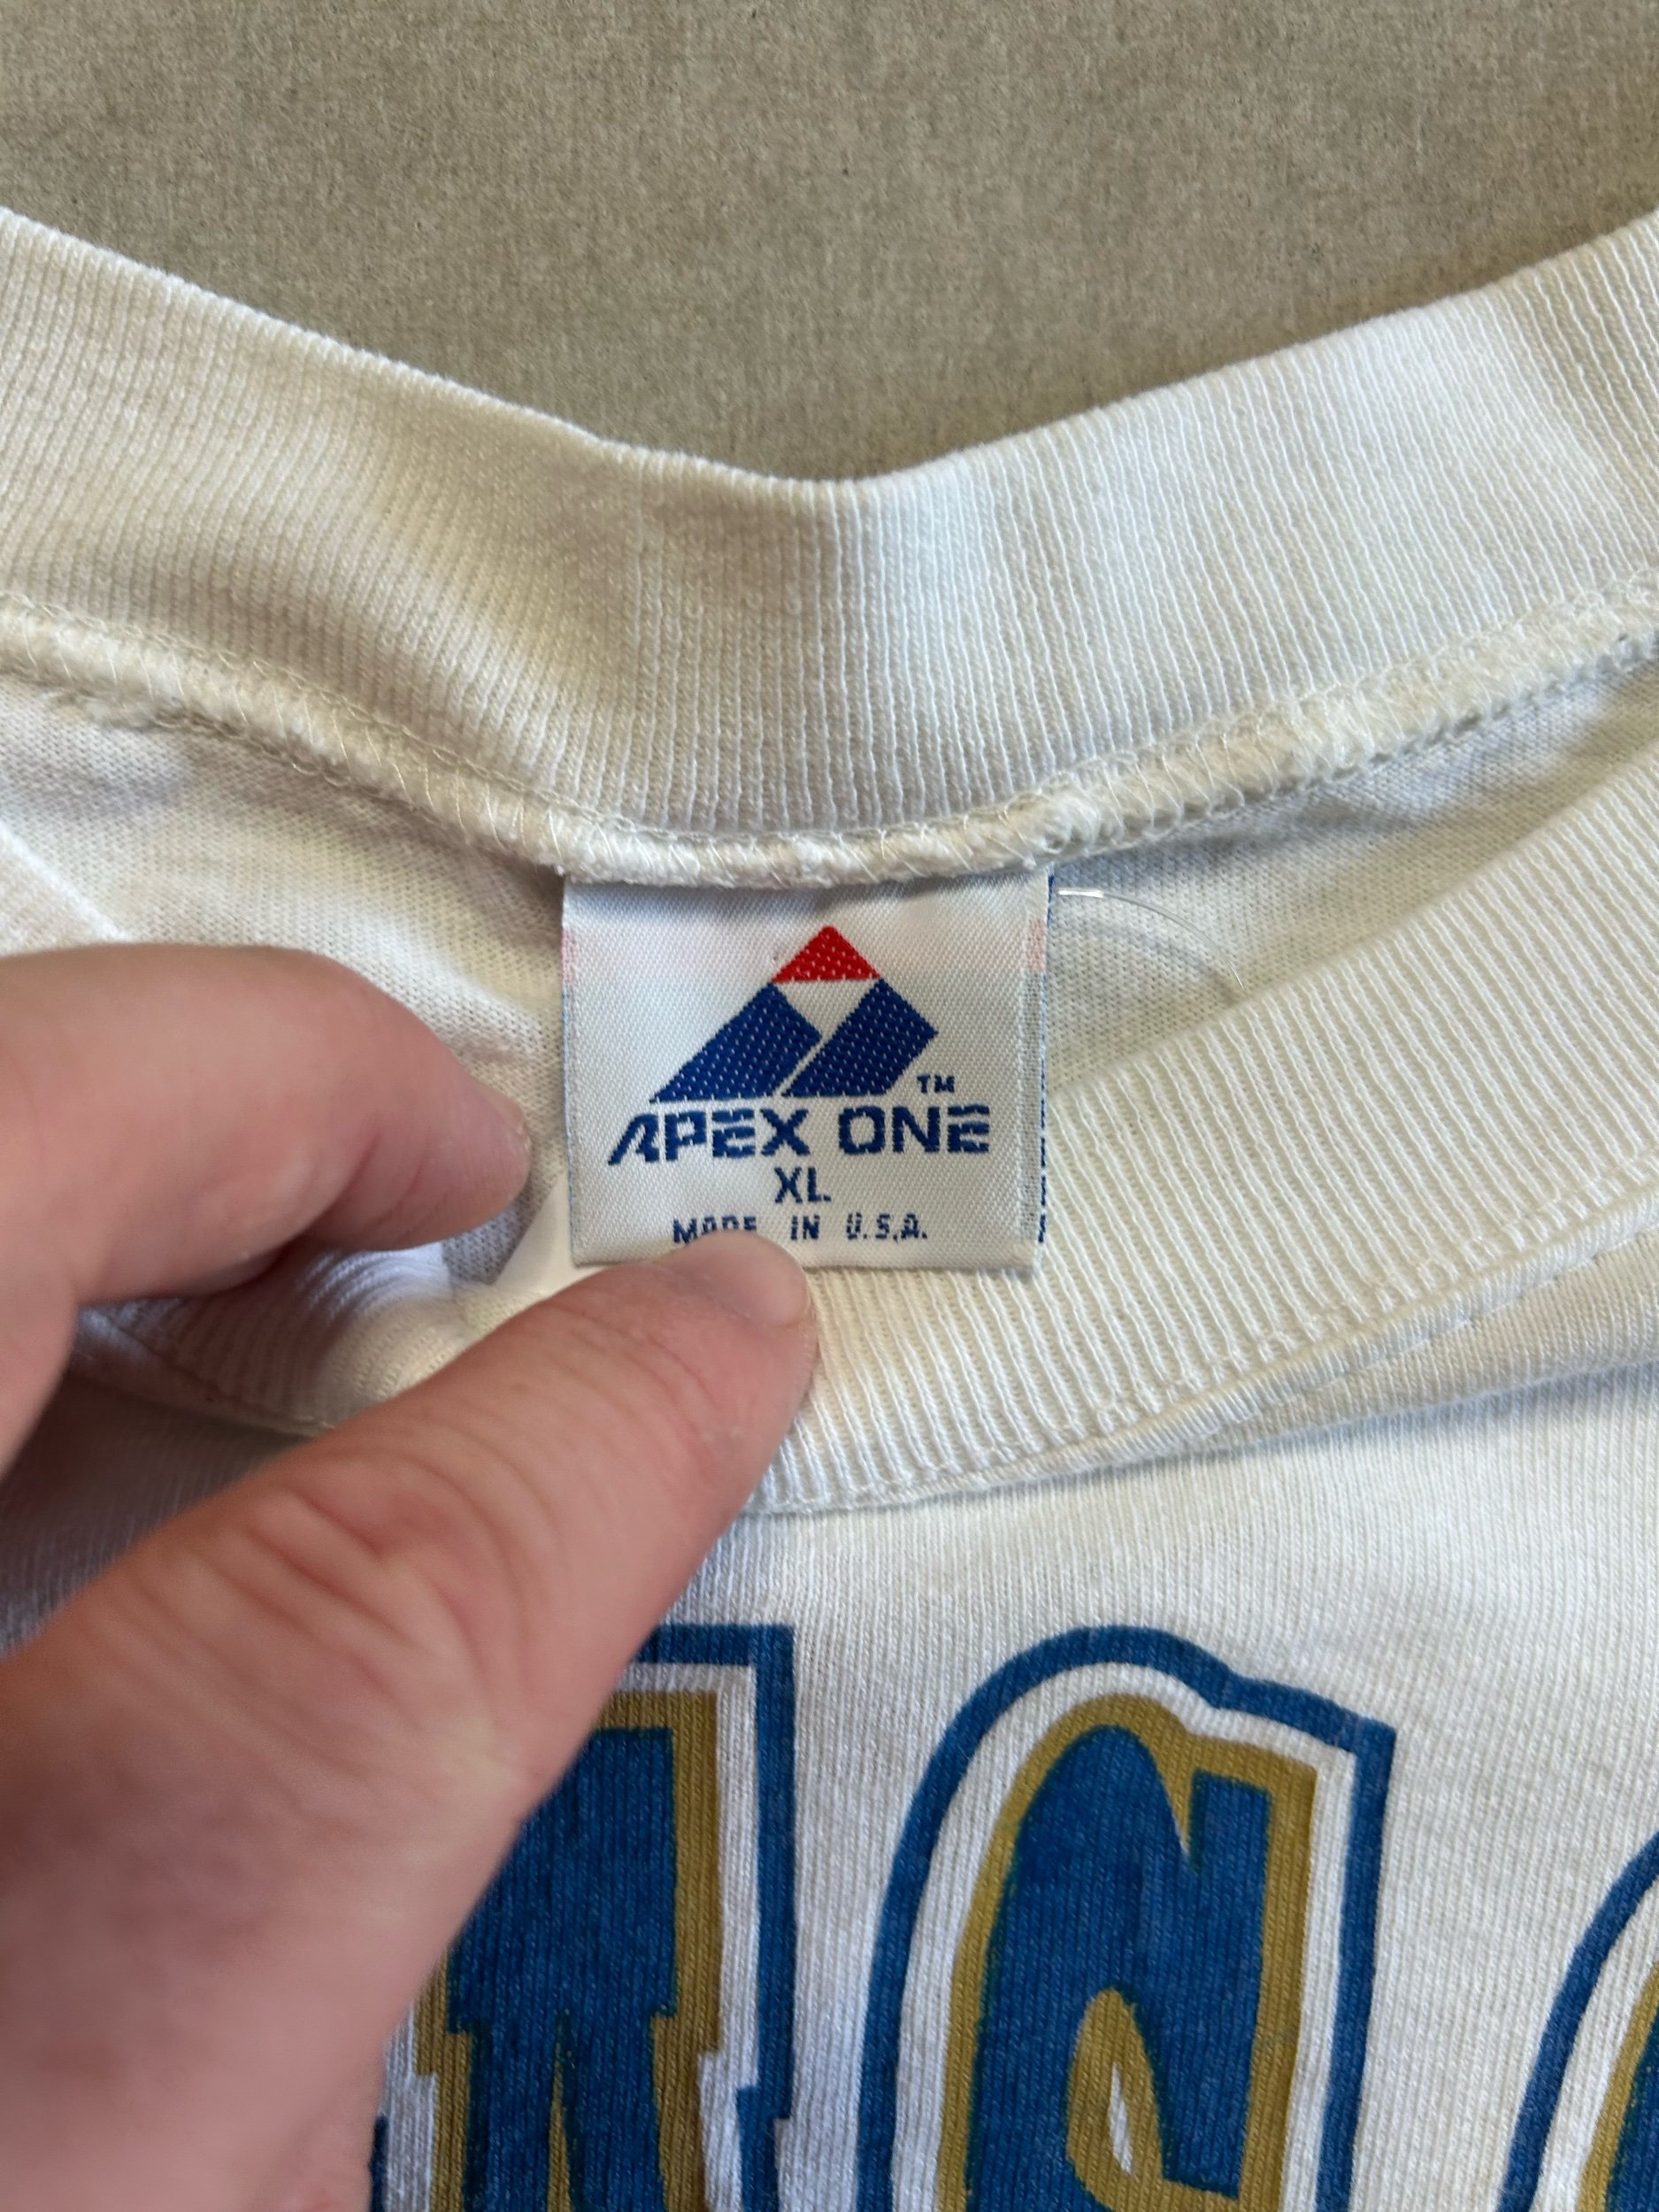 TM
APEX ONE
XL
MADE IN U.S.A.